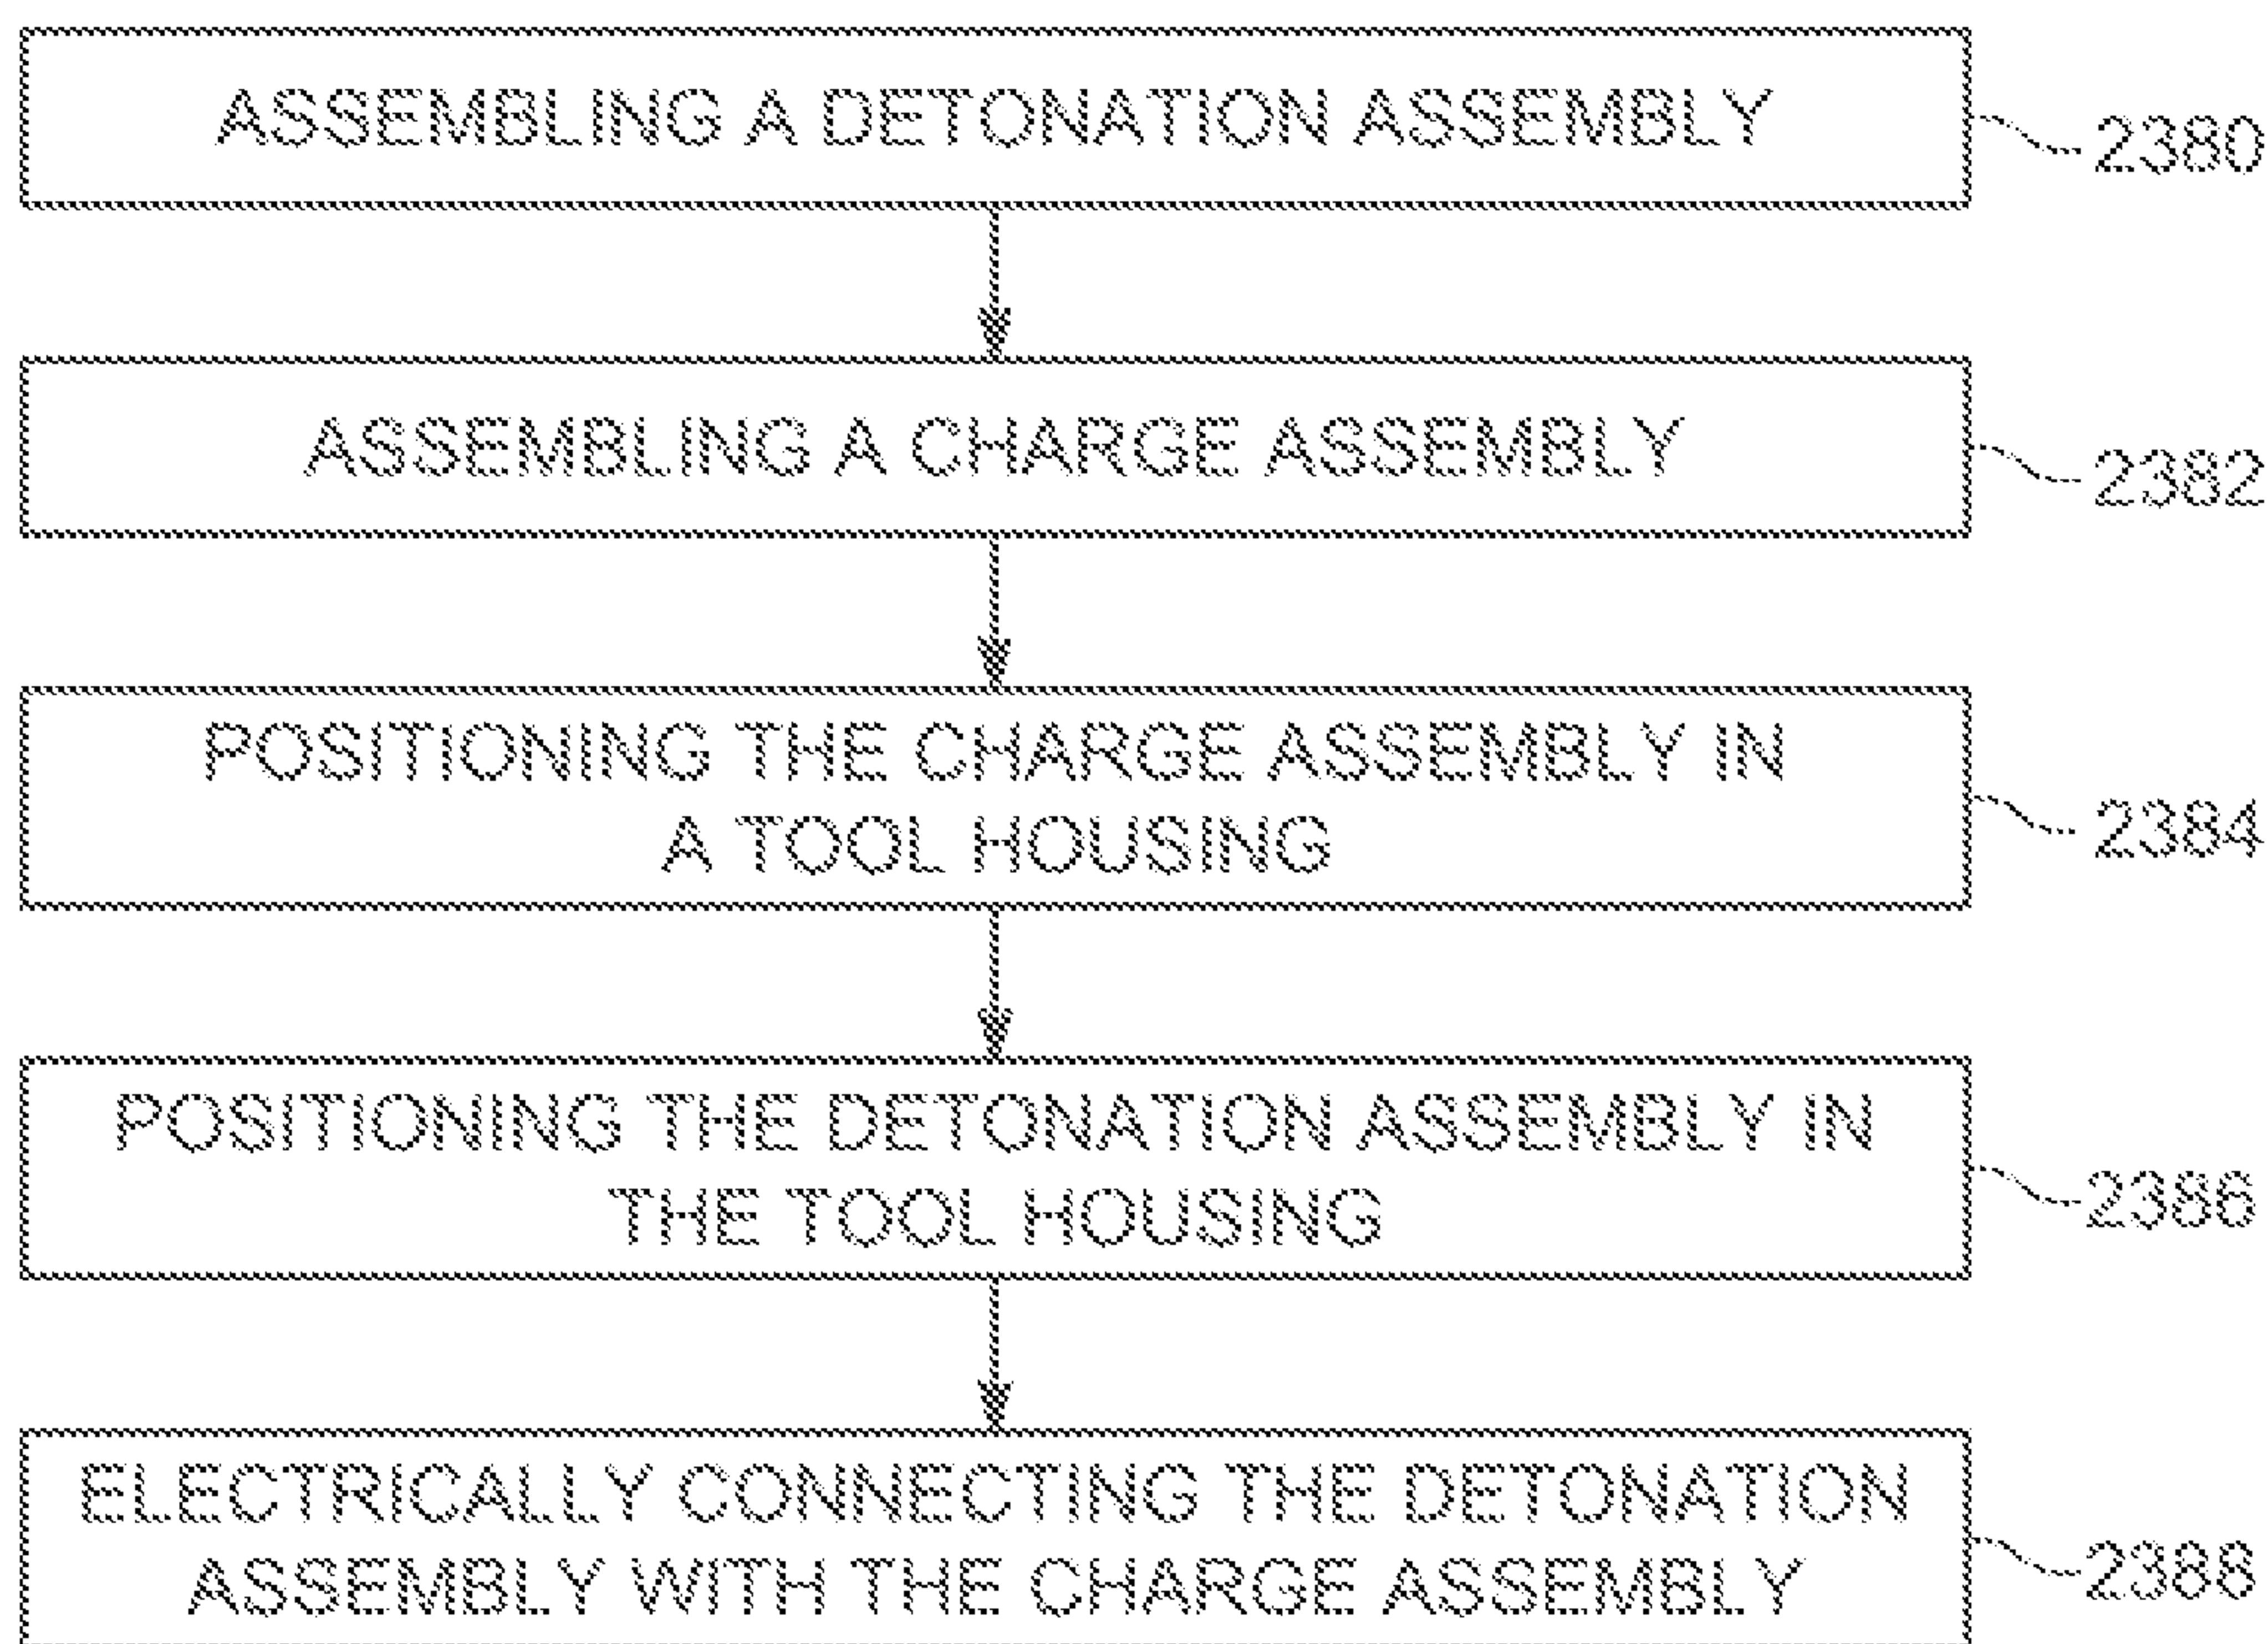 ASSEMBLING A DETONATION ASSEMBLY
2380
ASSEMBLING A CHARGE ASSEMBLY
2382
POSITIONING THE CHARGE ASSEMBLY IN
A TOOL HOUSING
2384
POSITIONING THE DETONATION ASSEMBLY IN
THE TOOL HOUSING
2386
ELECTRICALLY CONNECTING THE DETONATION
ASSEMBLY WITH THE CHARGE ASSEMBLY
2388